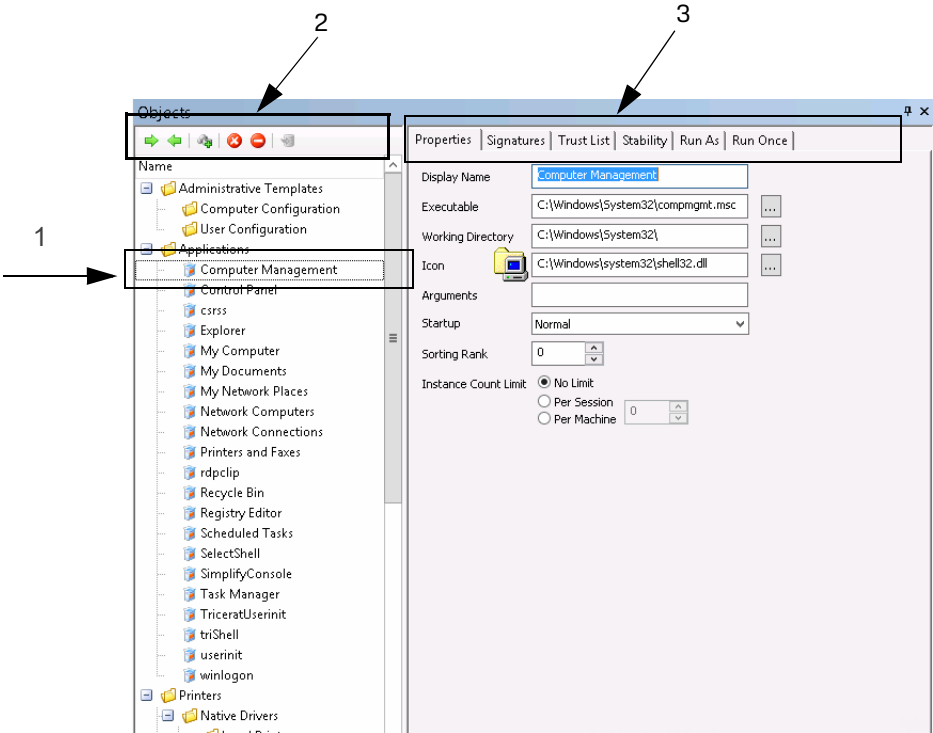 2
3
1
Objects
Name
Administrative Templates
Computer Configuration
User Configuration
Applications
Computer Management
Control Panel
csrss
Explorer
My Computer
My Documents
My Network Places
Network Computers
Network Connections
Printers and Faxes
rdpclip
Recycle Bin
Registry Editor
Scheduled Tasks
SelectShell
SimplifyConsole
Task Manager
TriceratUserinit
triShell
userinit
winlogon
Printers
Native Drivers
Properties Signatures Trust List Stability Run As Run Once
Display Name Computer Management
Executable C:\Windows\System32\compmgmt.msc ...
Working Directory C:\Windows\System32\ ...
Icon C:\Windows\system32\shell32.dll ...
Arguments
Startup Normal
Sorting Rank 0
Instance Count Limit No Limit
Per Session
Per Machine 0